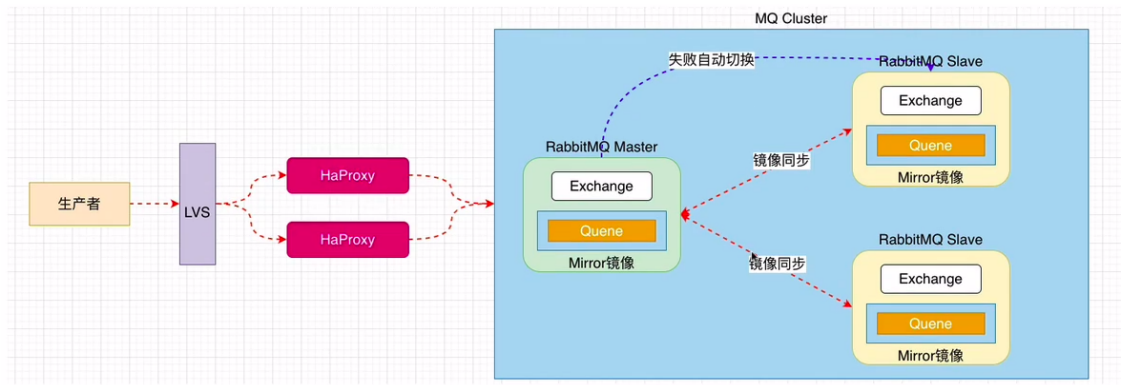 MQ Cluster
失败自动切换
RabbitMQ Slave
Exchange
Quene
Mirror镜像
RabbitMQ Master
Exchange
Quene
Mirror镜像
镜像同步
镜像同步
生产者
LVS
HaProxy
HaProxy
RabbitMQ Slave
Exchange
Quene
Mirror镜像